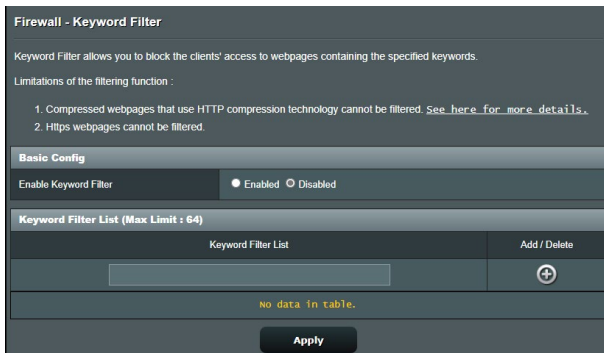 Firewall - Keyword Filter
Keyword Filter allows you to block the clients' access to webpages containing the specified keywords.
Limitations of the filtering function :
1. Compressed webpages that use HTTP compression technology cannot be filtered. See here for more details.
2. Https webpages cannot be filtered.
Basic Config
Enable Keyword Filter Enabled Disabled
Keyword Filter List (Max Limit : 64)
Keyword Filter List Add / Delete
No data in table.
Apply